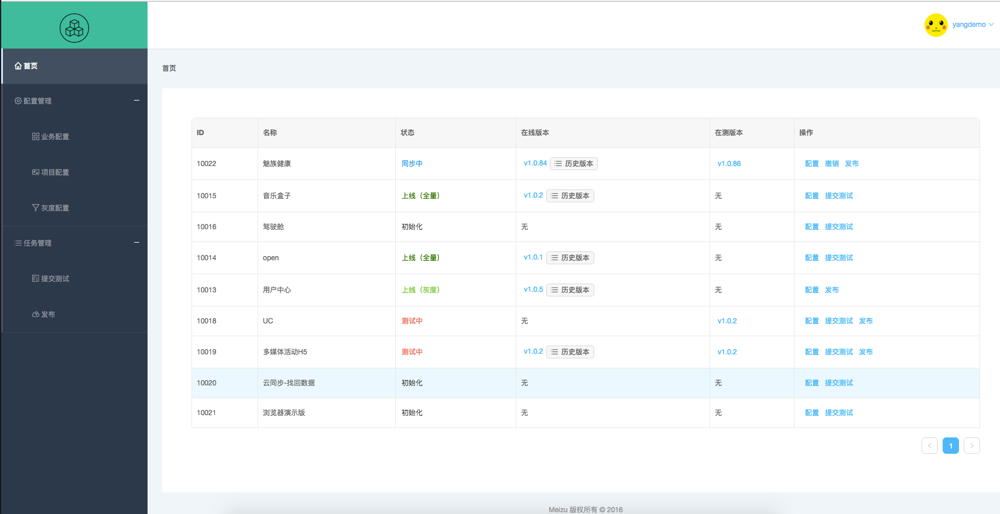 yangdemo
首页
配置管理
业务配置
项目配置
灰度配置
任务管理
提交测试
发布
首页
ID 名称 状态 在线版本 在测版本 操作
10022 魅族健康 同步中 v1.0.84 历史版本 v1.0.86 配置 撤销 发布
10015 音乐盒子 上线（全量） v1.0.2 历史版本 无 配置 提交测试
10016 驾驶舱 初始化 无 无 配置 提交测试
10014 open 上线（全量） v1.0.1 历史版本 无 配置 提交测试
10013 用户中心 上线（灰度） v1.0.5 历史版本 无 配置 发布
10018 UC 测试中 无 v1.0.2 配置 提交测试 发布
10019 多媒体活动H5 测试中 v1.0.2 历史版本 v1.0.2 配置 提交测试 发布
10020 云同步-找回数据 初始化 无 无 配置 提交测试
10021 浏览器演示版 初始化 无 无 配置 提交测试
1
Meizu 版权所有 © 2016